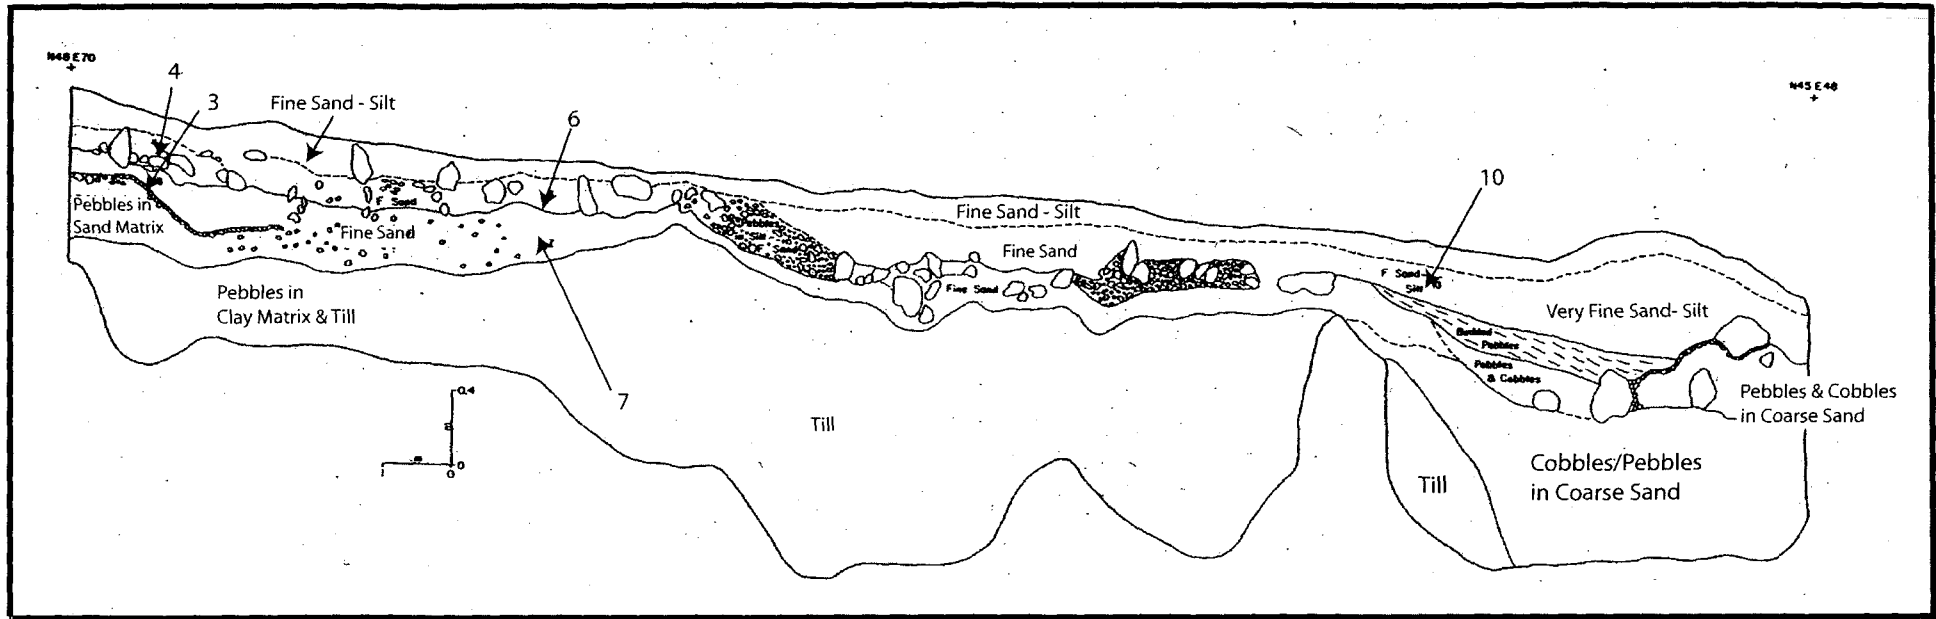 N48 E70
4
3
Fine Sand - Silt
6
N45 E48
10
Pebbles in
Sand Matrix
F Sand
Fine Sand
Pebbles in
Clay Matrix & Till
Pebbles
in Silt
F Sand
Fine Sand - Silt
Fine Sand
Fine Sand
F Sand-
Silt
Very Fine Sand- Silt
Bedded
Pebbles
Pebbles
& Cobbles
Pebbles & Cobbles
in Coarse Sand
0.4
m
m
1
0
0
7
Till
Till
Cobbles/Pebbles
in Coarse Sand